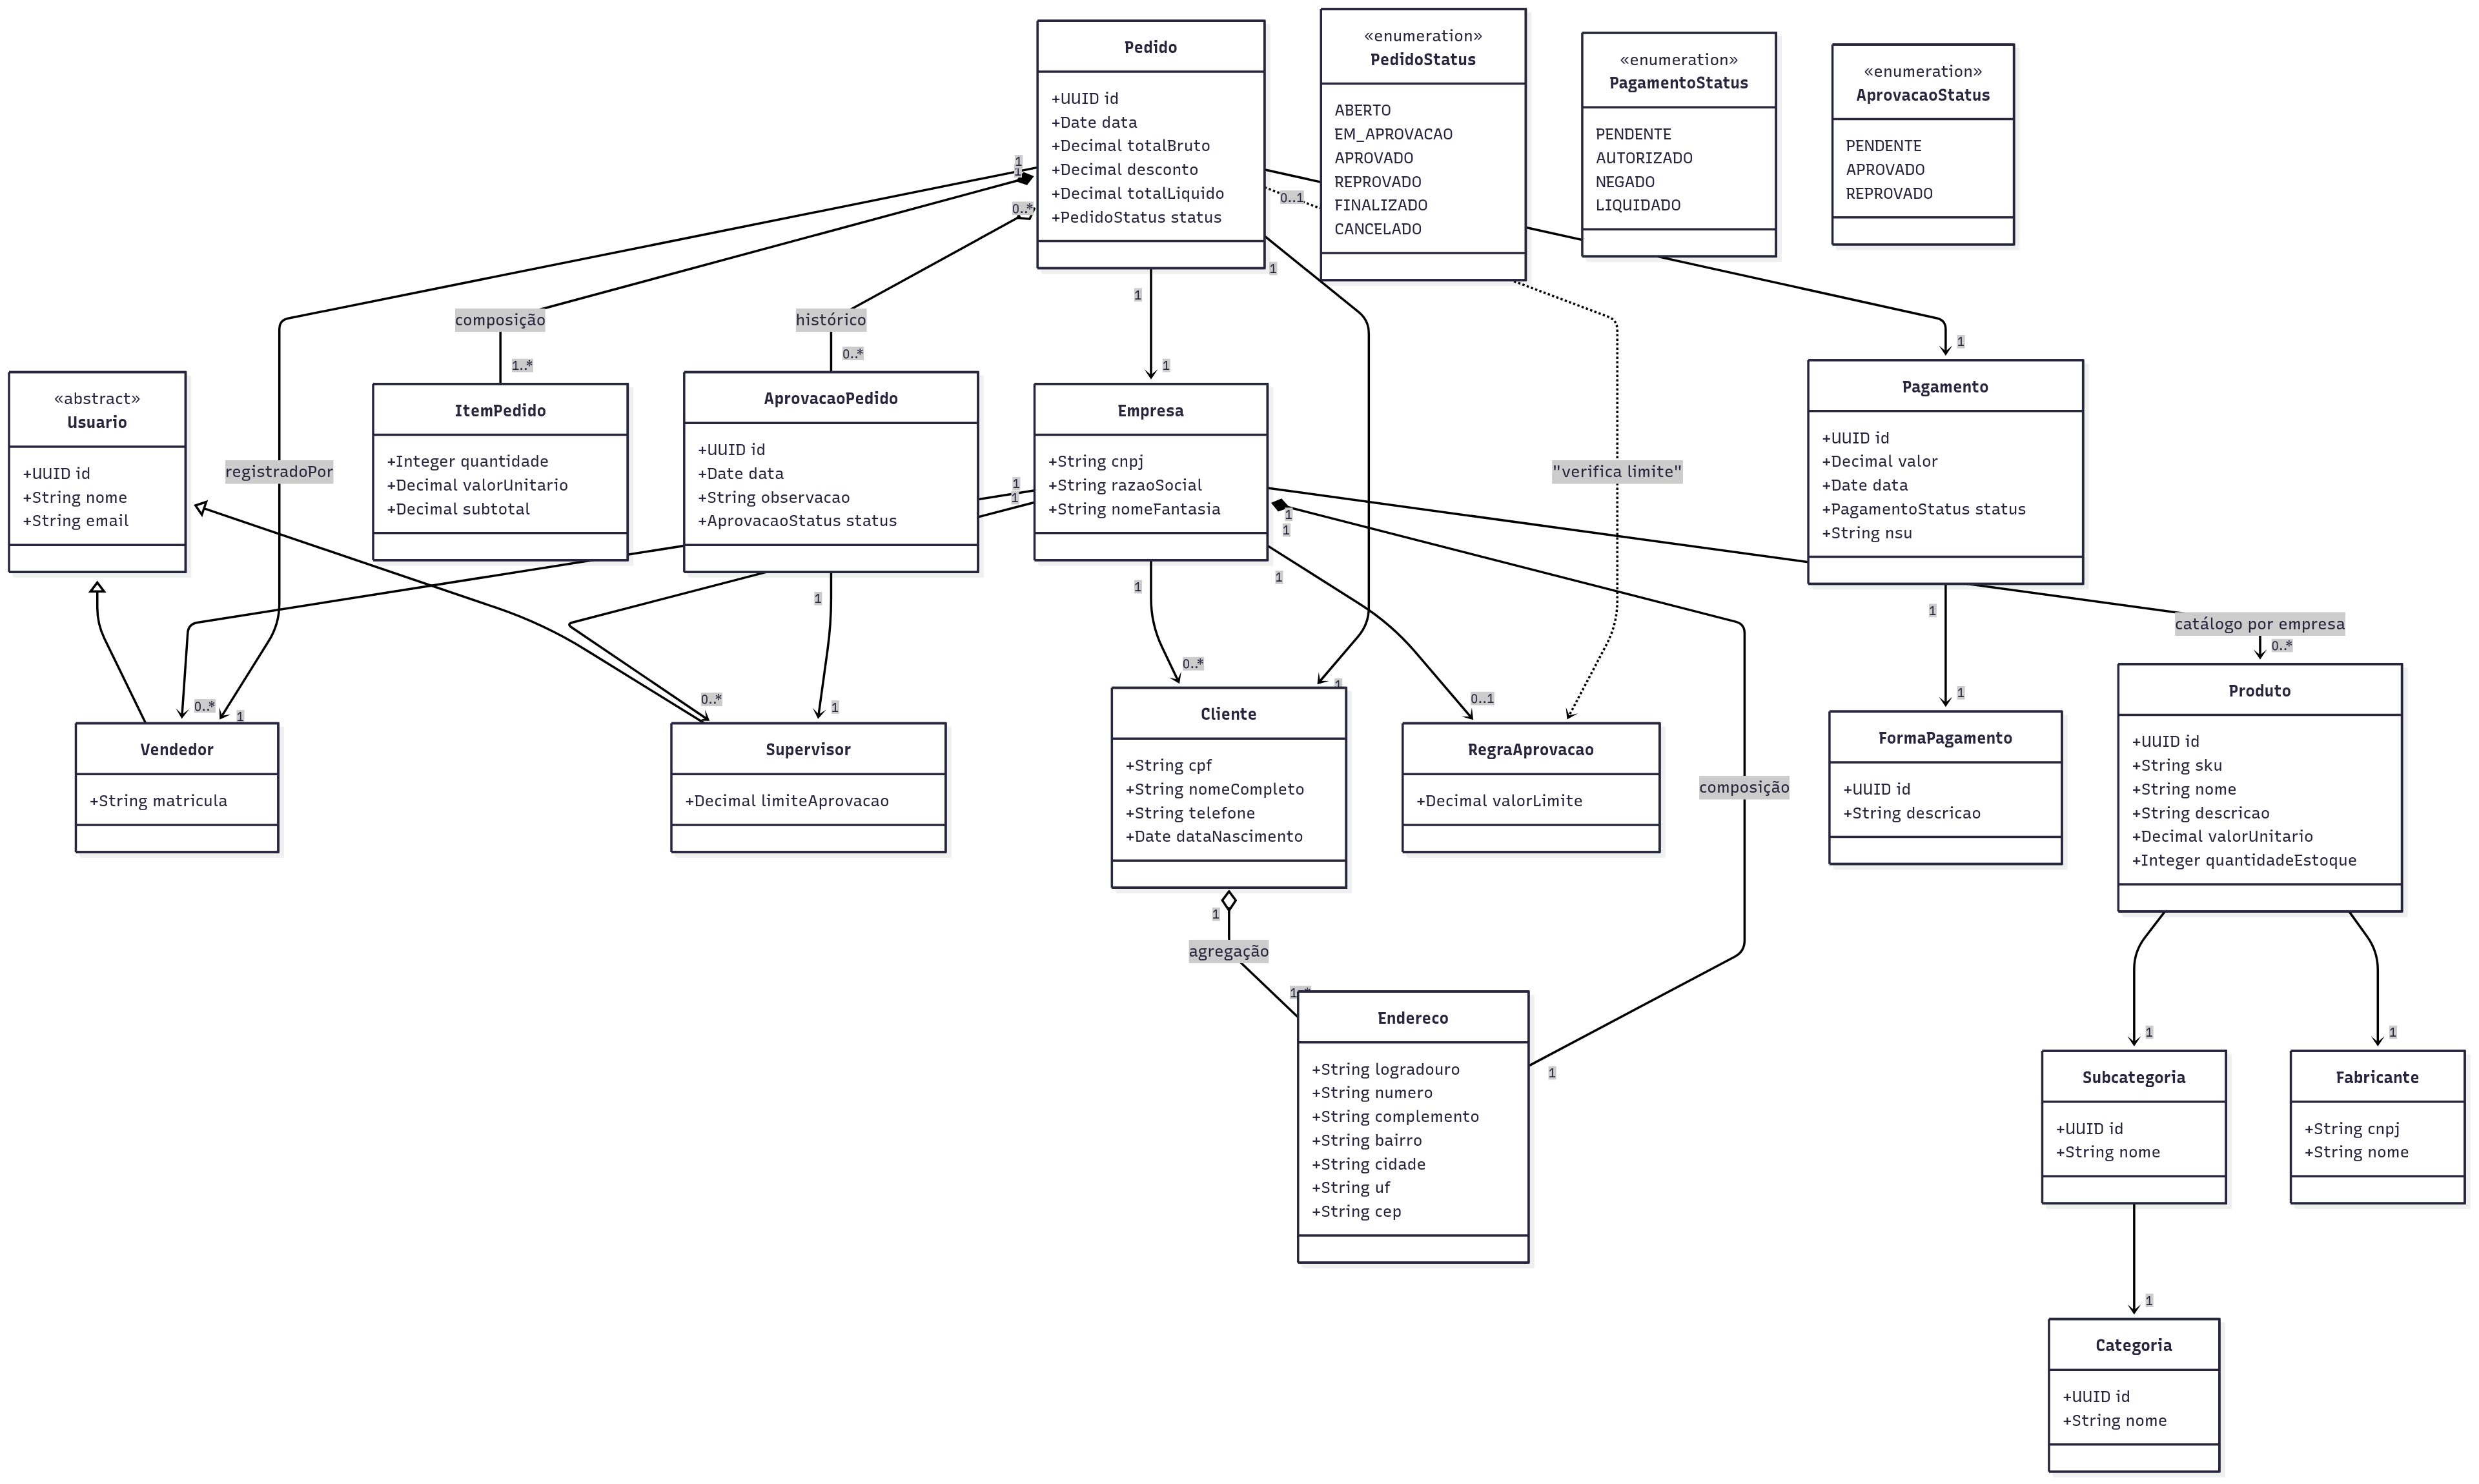 Pedido
+UUID id
+Date data
+Decimal totalBruto
+Decimal desconto
+Decimal totalLiquido
+PedidoStatus status
«enumeration»
PedidoStatus
ABERTO
EM_APROVACAO
APROVADO
REPROVADO
FINALIZADO
CANCELADO
«enumeration»
PagamentoStatus
PENDENTE
AUTORIZADO
NEGADO
LIQUIDADO
«enumeration»
AprovacaoStatus
PENDENTE
APROVADO
REPROVADO
1
1
0..*
0..1
1
1
composição
histórico
1..*
0..*
1
1
«abstract»
Usuario
+UUID id
+String nome
+String email
registradoPor
ItemPedido
+Integer quantidade
+Decimal valorUnitario
+Decimal subtotal
AprovacaoPedido
+UUID id
+Date data
+String observacao
+AprovacaoStatus status
1
1
Empresa
+String cnpj
+String razaoSocial
+String nomeFantasia
1
1
"verifica limite"
Pagamento
+UUID id
+Decimal valor
+Date data
+PagamentoStatus status
+String nsu
1
1
1
1
catálogo por empresa
0..*
0..*
1
0..*
1
0..*
1
0..1
1
Vendedor
+String matricula
Supervisor
+Decimal limiteAprovacao
Cliente
+String cpf
+String nomeCompleto
+String telefone
+Date dataNascimento
RegraAprovacao
+Decimal valorLimite
composição
FormaPagamento
+UUID id
+String descricao
Produto
+UUID id
+String sku
+String nome
+String descricao
+Decimal valorUnitario
+Integer quantidadeEstoque
1
agregação
1..*
Endereco
+String logradouro
+String numero
+String complemento
+String bairro
+String cidade
+String uf
+String cep
1
1
1
Subcategoria
+UUID id
+String nome
Fabricante
+String cnpj
+String nome
1
Categoria
+UUID id
+String nome